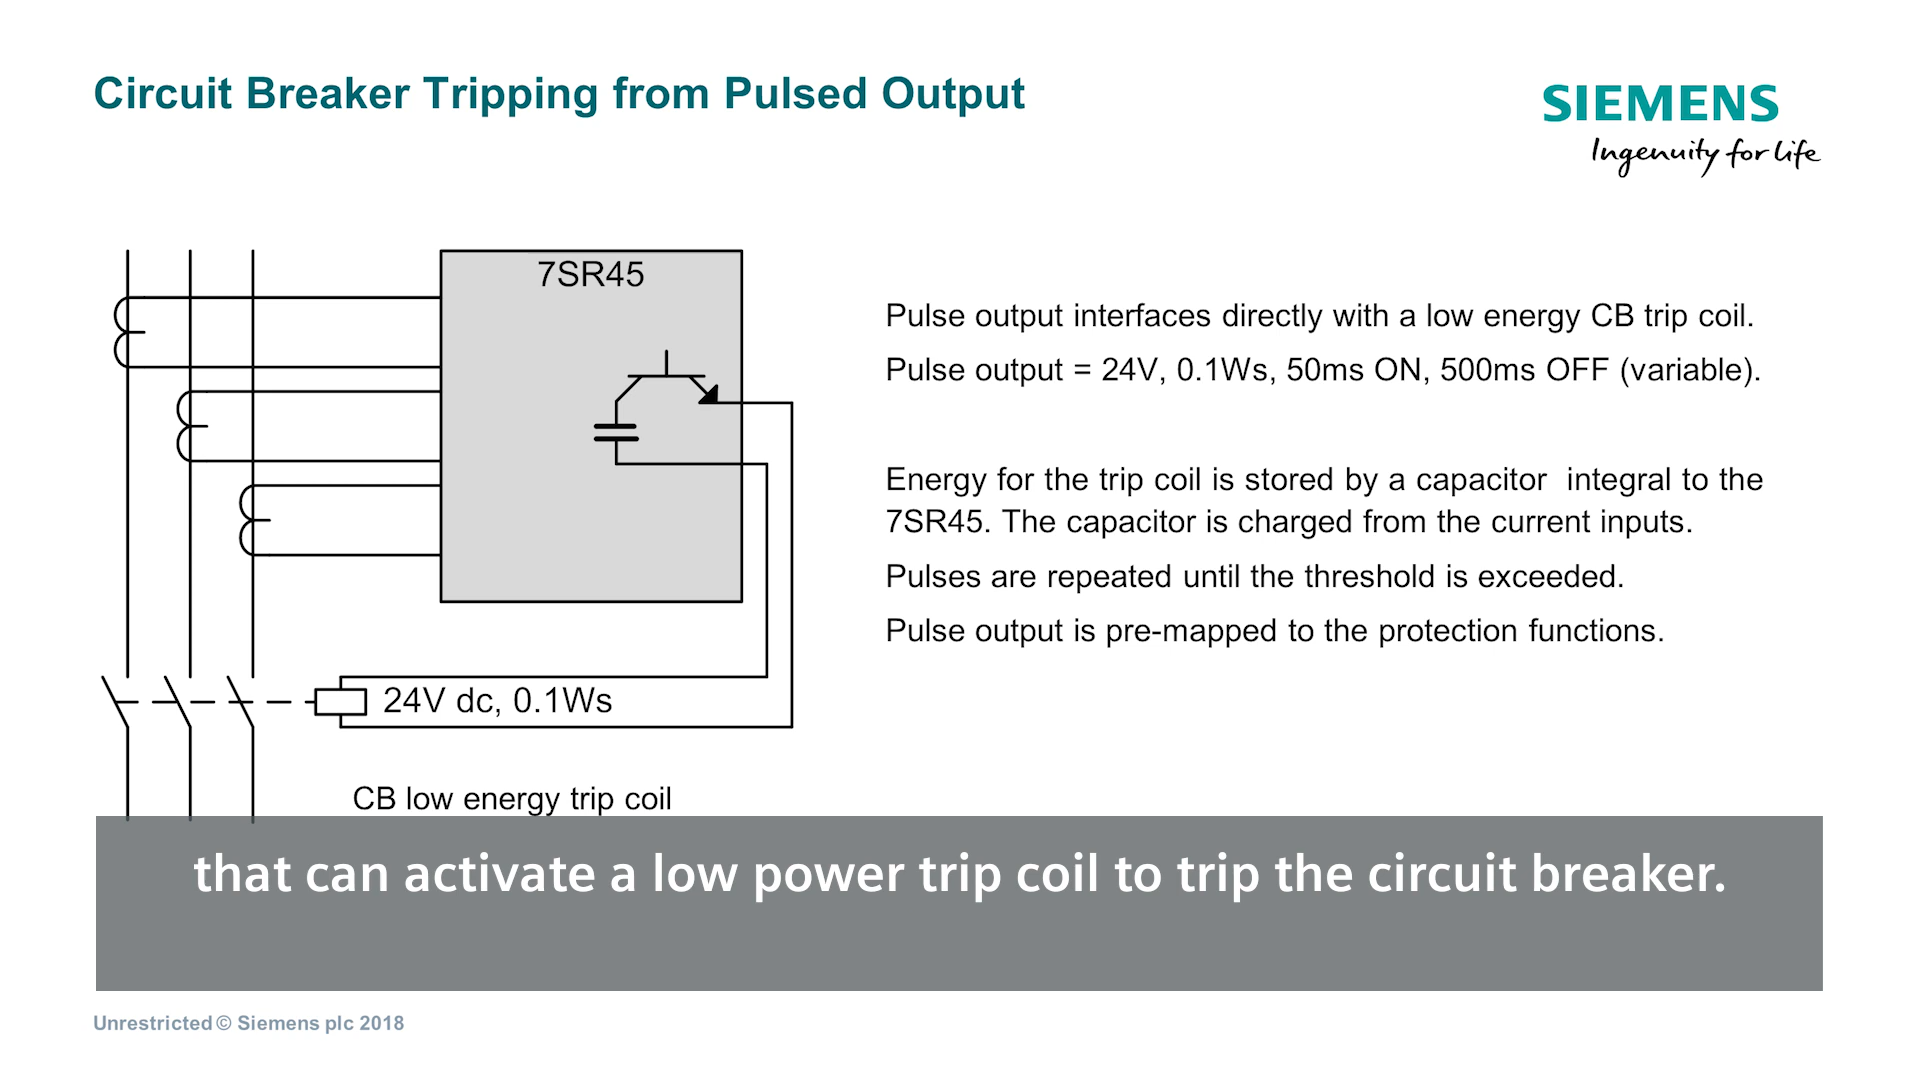 Circuit Breaker Tripping from Pulsed Output
SIEMENS
Ingenuity for life
7SR45
Pulse output interfaces directly with a low energy CB trip coil.
Pulse output = 24V, 0.1Ws, 50ms ON, 500ms OFF (variable).
Energy for the trip coil is stored by a capacitor  integral to the
7SR45. The capacitor is charged from the current inputs.
Pulses are repeated until the threshold is exceeded.
Pulse output is pre-mapped to the protection functions.
24V dc, 0.1Ws
CB low energy trip coil
that can activate a low power trip coil to trip the circuit breaker.
Unrestricted © Siemens plc 2018